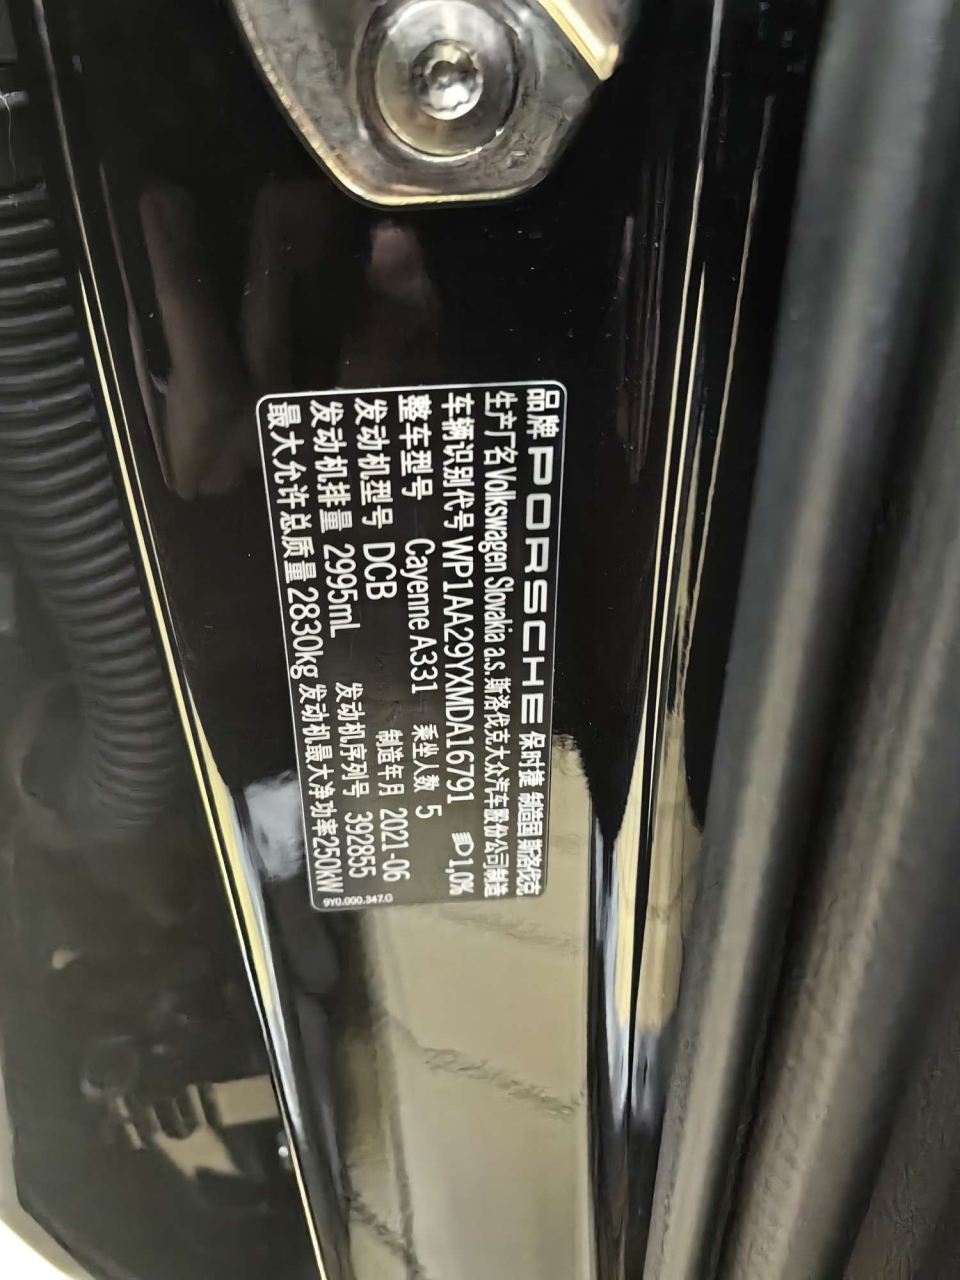 品牌 PORSCHE 保时捷 制造国 斯洛伐克
生产厂名 Volkswagen Slovakia a.s.斯洛伐克大众汽车股份公司制造
车辆识别代号 WP1AA29YXMDA16791 1,0%
整车型号 Cayenne A331 乘坐人数 5
发动机型号 DCB 制造年月 2021-06
发动机排量 2995mL 发动机序列号 392855
最大允许总质量 2830kg 发动机最大净功率250kW
9Y0.000.347.G